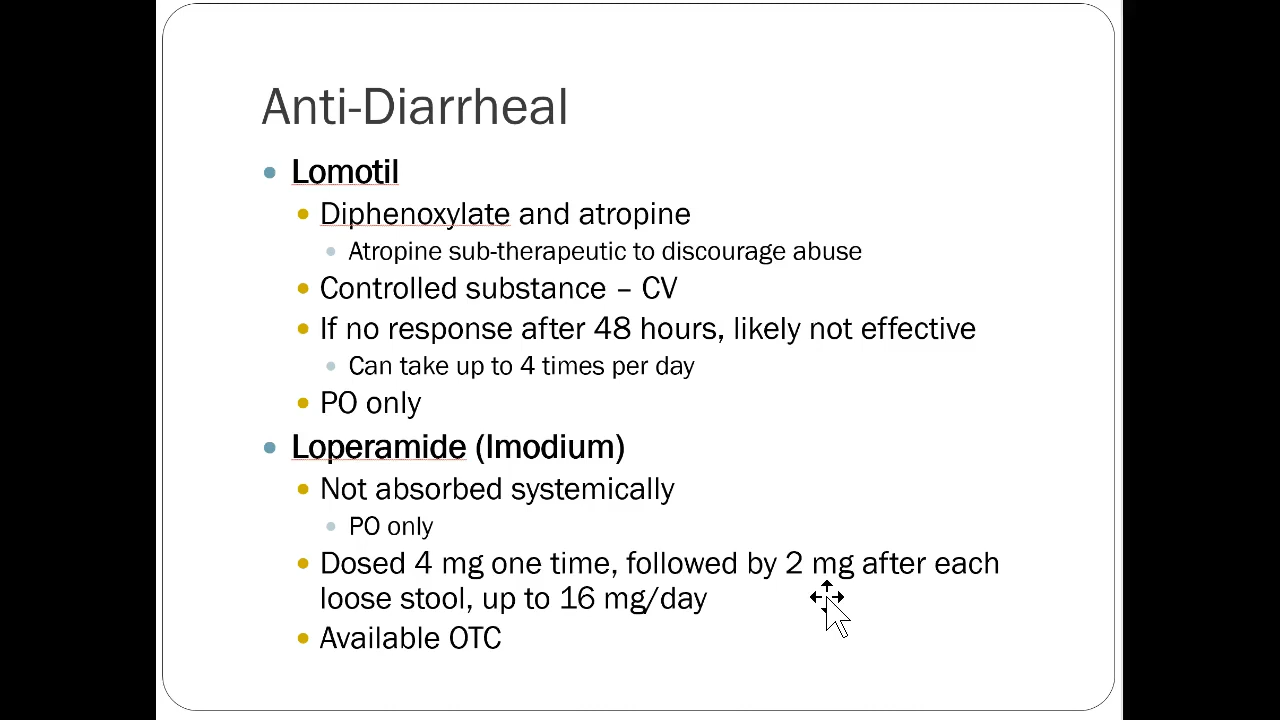 Anti-Diarrheal
Lomotil
Diphenoxylate and atropine
Atropine sub-therapeutic to discourage abuse
Controlled substance – CV
If no response after 48 hours, likely not effective
Can take up to 4 times per day
PO only
Loperamide (Imodium)
Not absorbed systemically
PO only
Dosed 4 mg one time, followed by 2 mg after each
loose stool, up to 16 mg/day
Available OTC